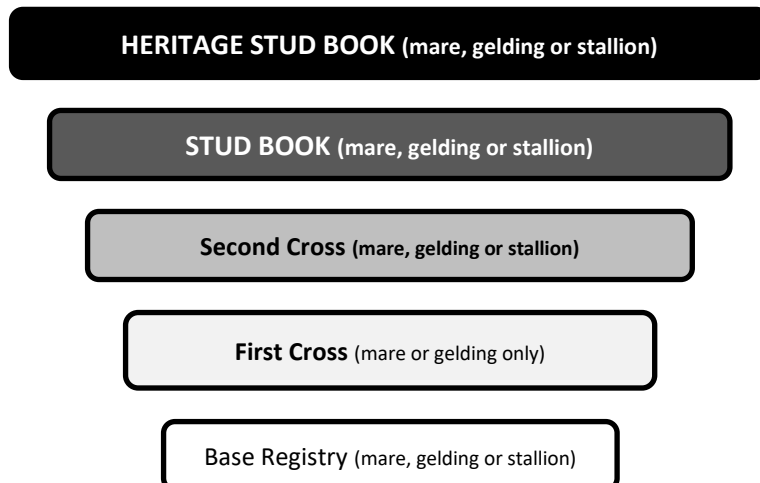 HERITAGE STUD BOOK (mare, gelding or stallion)
STUD BOOK (mare, gelding or stallion)
Second Cross (mare, gelding or stallion)
First Cross (mare or gelding only)
Base Registry (mare, gelding or stallion)